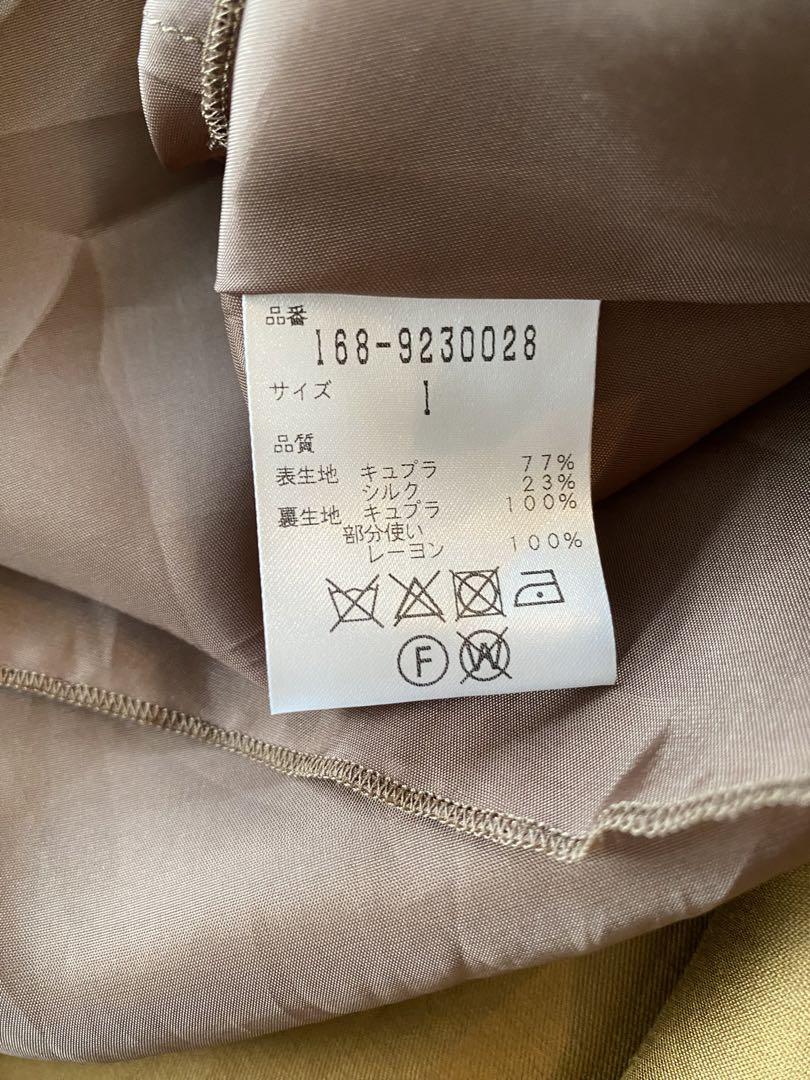 品番
168-9230028
サイズ 1
品質
表生地 キュプラ 77%
シルク 23%
裏生地 キュプラ 100%
部分使い
レーヨン 100%
F W